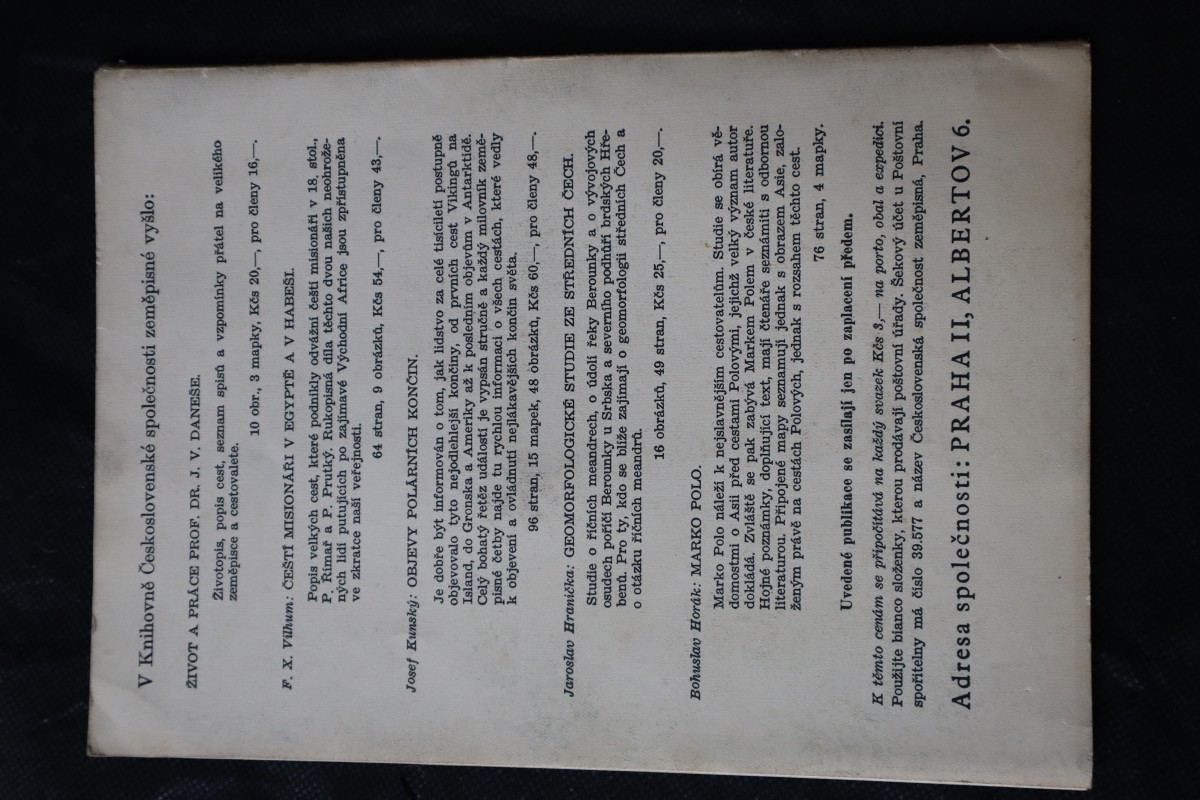 V Knihovně Československé společnosti zeměpisné vyšlo:
ŽIVOT A PRÁCE PROF. DR. J. V. DANEŠE.
Životopis, popis cest, seznam spisů a vzpomínky přátel na velikého
zeměpisce a cestovalete.
10 obr., 3 mapky, Kčs 20,—, pro členy 16,—.
F. X. Vilhum: ČEŠTÍ MISIONÁŘI V EGYPTĚ A V HABEŠI.
Popis velkých cest, které podnikly odvážní čeští misionáři v 18. stol.,
P. Římař a P. Prutký. Rukopisná díla těchto dvou našich neohrože-
ných lidí putujících po zajímavé Východní Africe jsou zpřístupněna
ve zkratce naší veřejnosti.
64 stran, 9 obrázků, Kčs 54,—, pro členy 43,—.
Josef Kunský: OBJEVY POLÁRNÍCH KONČIN.
Je dobře být informován o tom, jak lidstvo za celé tisíciletí postupně
objevovalo tyto nejodlehlejší končiny, od prvních cest Vikingů na
Island, do Gronska a Ameriky až k posledním objevům v Antarktidě.
Celý bohatý řetěz událostí je vypsán stručně a každý milovník země-
pisné četby najde tu rychlou informaci o všech cestách, které vedly
k objevení a ovládnutí nejlákavějších končin světa.
96 stran, 15 mapek, 48 obrázků, Kčs 60,—, pro členy 48,—.
Jaroslav Hranička: GEOMORFOLOGICKÉ STUDIE ZE STŘEDNÍCH ČECH.
Studie o říčních meandrech, o údolí řeky Berounky a o vývojových
osudech poříčí Berounky u Srbska a severního podhůří brdských Hře-
benů. Pro ty, kdo se blíže zajímají o geomorfologii středních Čech a
o otázku říčních meandrů.
16 obrázků, 49 stran, Kčs 25,—, pro členy 20,—.
Bohuslav Horák: MARKO POLO.
Marko Polo náleží k nejslavnějším cestovatelům. Studie se obírá vě-
domostmi o Asii před cestami Polovými, jejichž velký význam autor
dokládá. Zvláště se pak zabývá Markem Polem v české literatuře.
Hojné poznámky, doplňující text, mají čtenáře seznámiti s odbornou
literaturou. Připojené mapy seznamují jednak s obrazem Asie, zalo-
ženým právě na cestách Polových, jednak s rozsahem těchto cest.
76 stran, 4 mapky.
Uvedené publikace se zasílají jen po zaplacení předem.
K těmto cenám se připočítává na každý svazek Kčs 3,— na porto, obal a expedici.
Použijte bianco složenky, kterou prodávají poštovní úřady. Šekový účet u Poštovní
spořitelny má číslo 39.577 a název Československá společnost zeměpisná, Praha.
Adresa společnosti: PRAHA II, ALBERTOV 6.